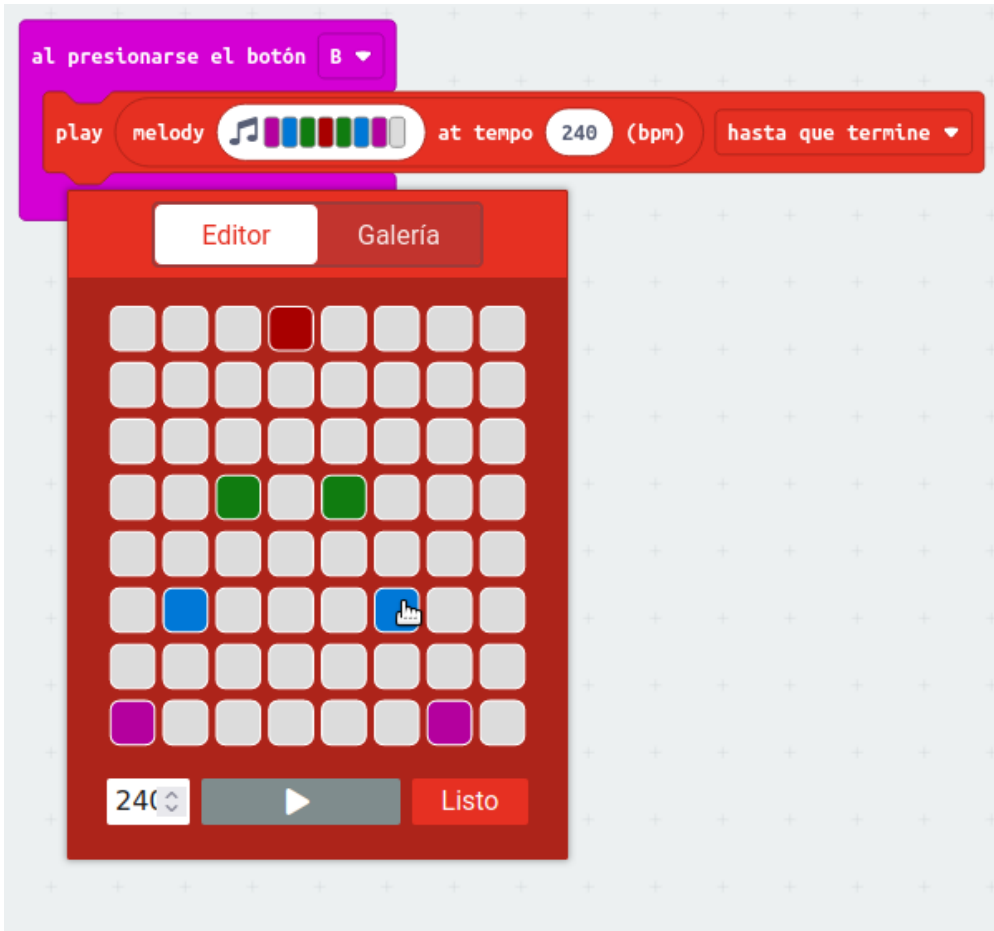 al presionarse el botón B
play melody at tempo 240 (bpm) hasta que termine
Editor Galería
240 Listo